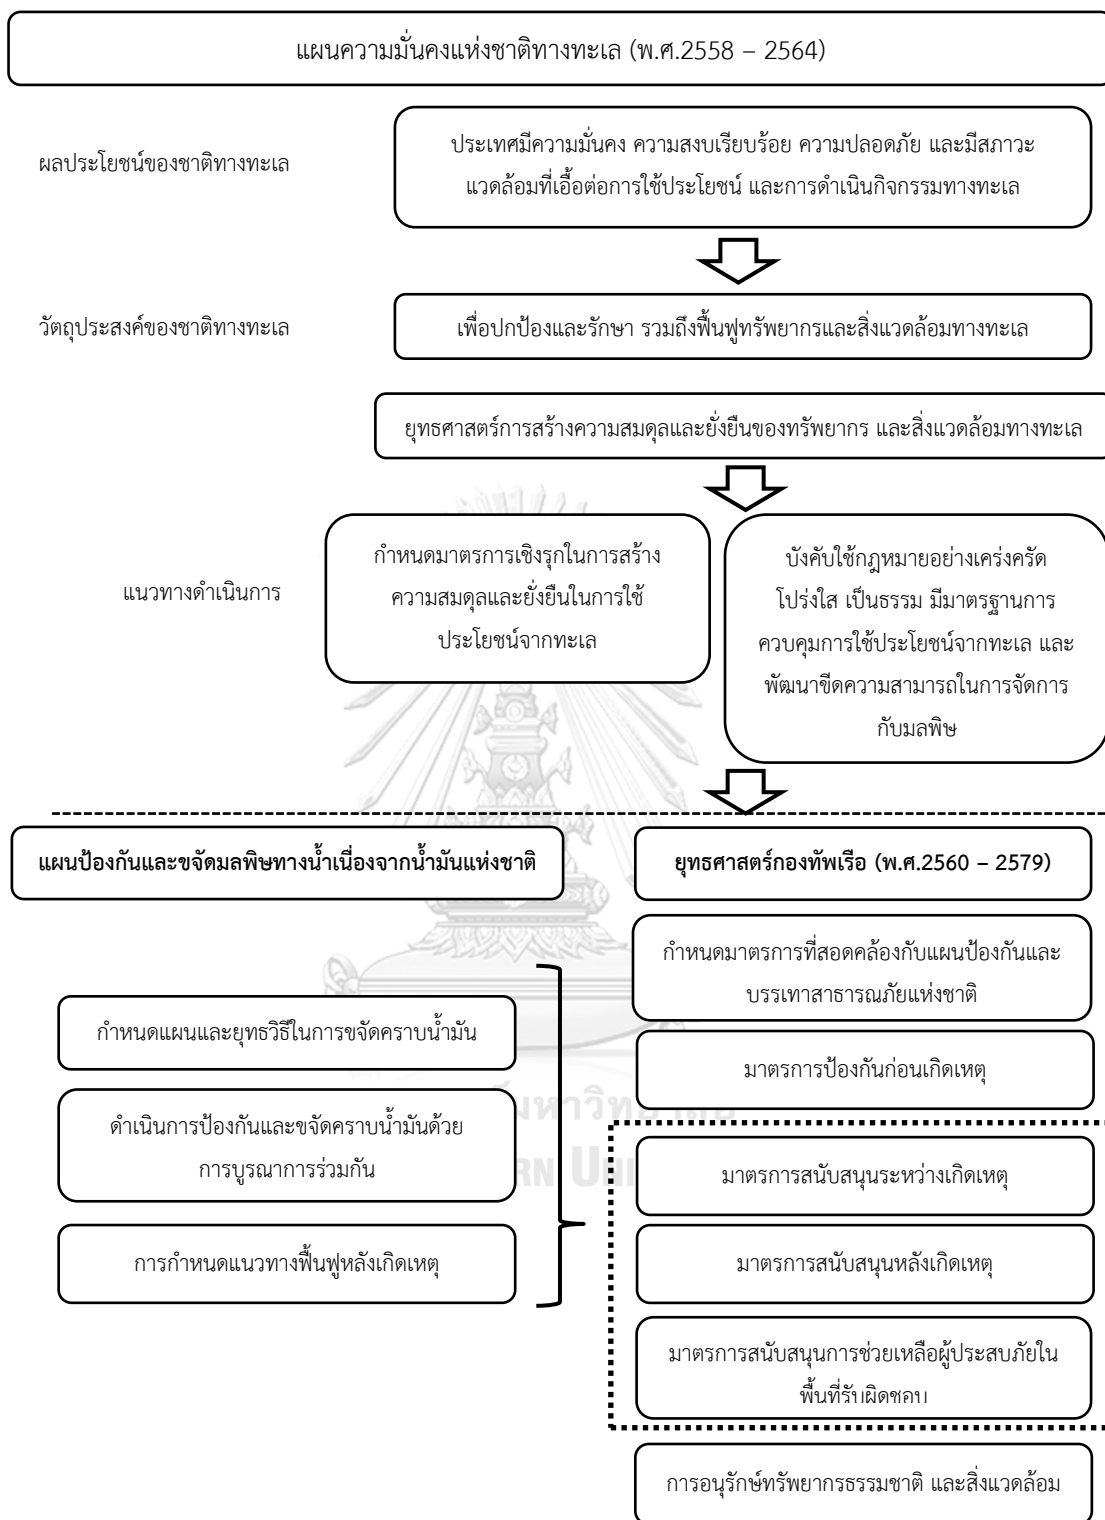 แผนความมั่นคงแห่งชาติทางทะเล (พ.ศ.2558 – 2564)
ผลประโยชน์ของชาติทางทะเล
ประเทศมีความมั่นคง ความสงบเรียบร้อย ความปลอดภัย และมีสภาวะ
แวดล้อมที่เอื้อต่อการใช้ประโยชน์ และการดำเนินกิจกรรมทางทะเล
วัตถุประสงค์ของชาติทางทะเล
เพื่อปกป้องและรักษา รวมถึงฟื้นฟูทรัพยากรและสิ่งแวดล้อมทางทะเล
ยุทธศาสตร์การสร้างความสมดุลและยั่งยืนของทรัพยากร และสิ่งแวดล้อมทางทะเล
แนวทางดำเนินการ
กำหนดมาตรการเชิงรุกในการสร้าง
ความสมดุลและยั่งยืนในการใช้
ประโยชน์จากทะเล
บังคับใช้กฎหมายอย่างเคร่งครัด
โปร่งใส เป็นธรรม มีมาตรฐานการ
ควบคุมการใช้ประโยชน์จากทะเล และ
พัฒนาขีดความสามารถในการจัดการ
กับมลพิษ
แผนป้องกันและขจัดมลพิษทางน้ำเนื่องจากน้ำมันแห่งชาติ
กำหนดแผนและยุทธวิธีในการขจัดคราบน้ำมัน
ดำเนินการป้องกันและขจัดคราบน้ำมันด้วย
การบูรณาการร่วมกัน
การกำหนดแนวทางฟื้นฟูหลังเกิดเหตุ
ยุทธศาสตร์กองทัพเรือ (พ.ศ.2560 – 2579)
กำหนดมาตรการที่สอดคล้องกับแผนป้องกันและ
บรรเทาสาธารณภัยแห่งชาติ
มาตรการป้องกันก่อนเกิดเหตุ
มาตรการสนับสนุนระหว่างเกิดเหตุ
มาตรการสนับสนุนหลังเกิดเหตุ
มาตรการสนับสนุนการช่วยเหลือผู้ประสบภัยใน
พื้นที่รับผิดชอบ
การอนุรักษ์ทรัพยากรธรรมชาติ และสิ่งแวดล้อม